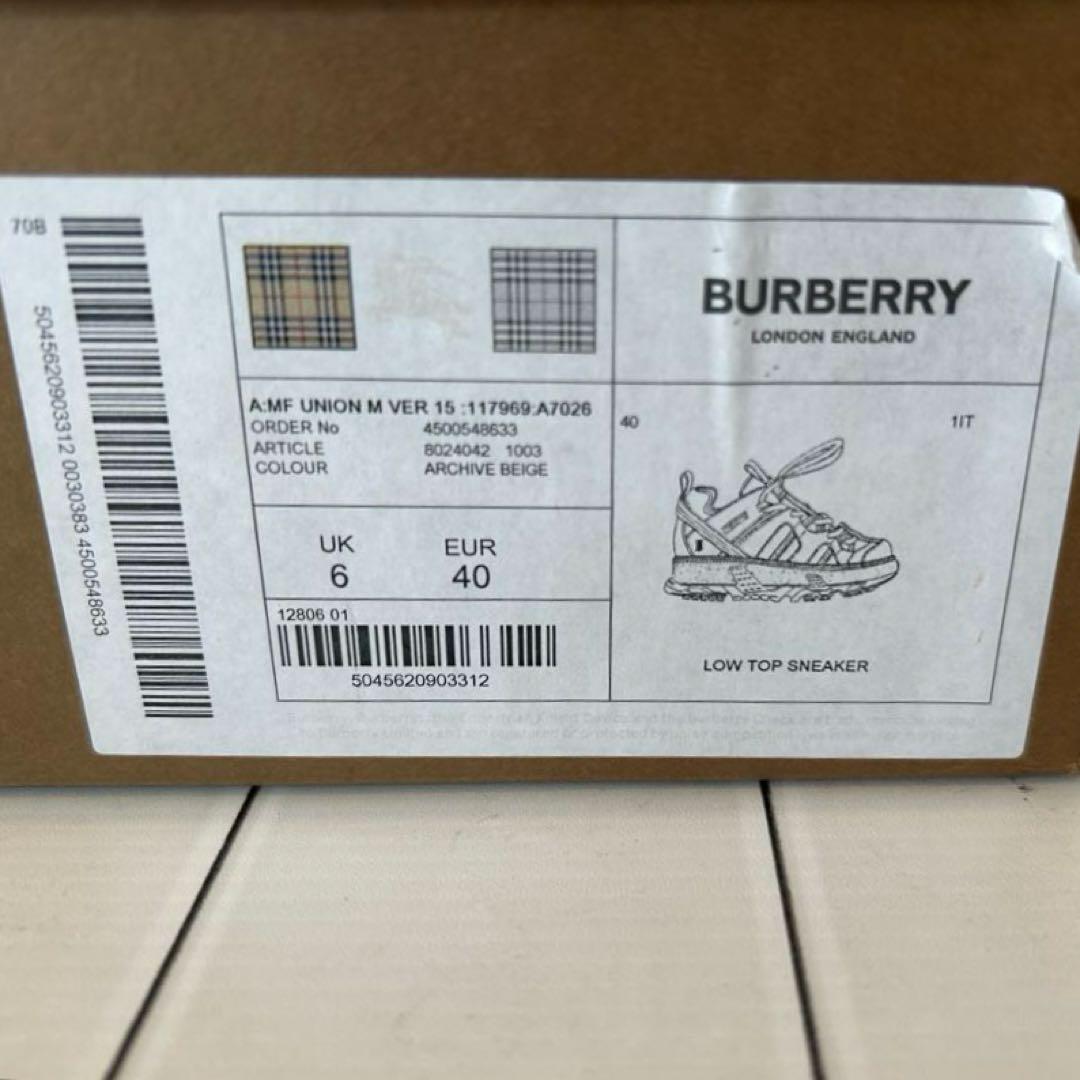 70B
5045620903312 0030383 4500548633
BURBERRY
LONDON ENGLAND
A:MF UNION M VER 15 :117969:A7026
ORDER No 4500548633
ARTICLE 8024042 1003
COLOUR ARCHIVE BEIGE
UK EUR
6 40
12806 01
5045620903312
40 1IT
LOW TOP SNEAKER